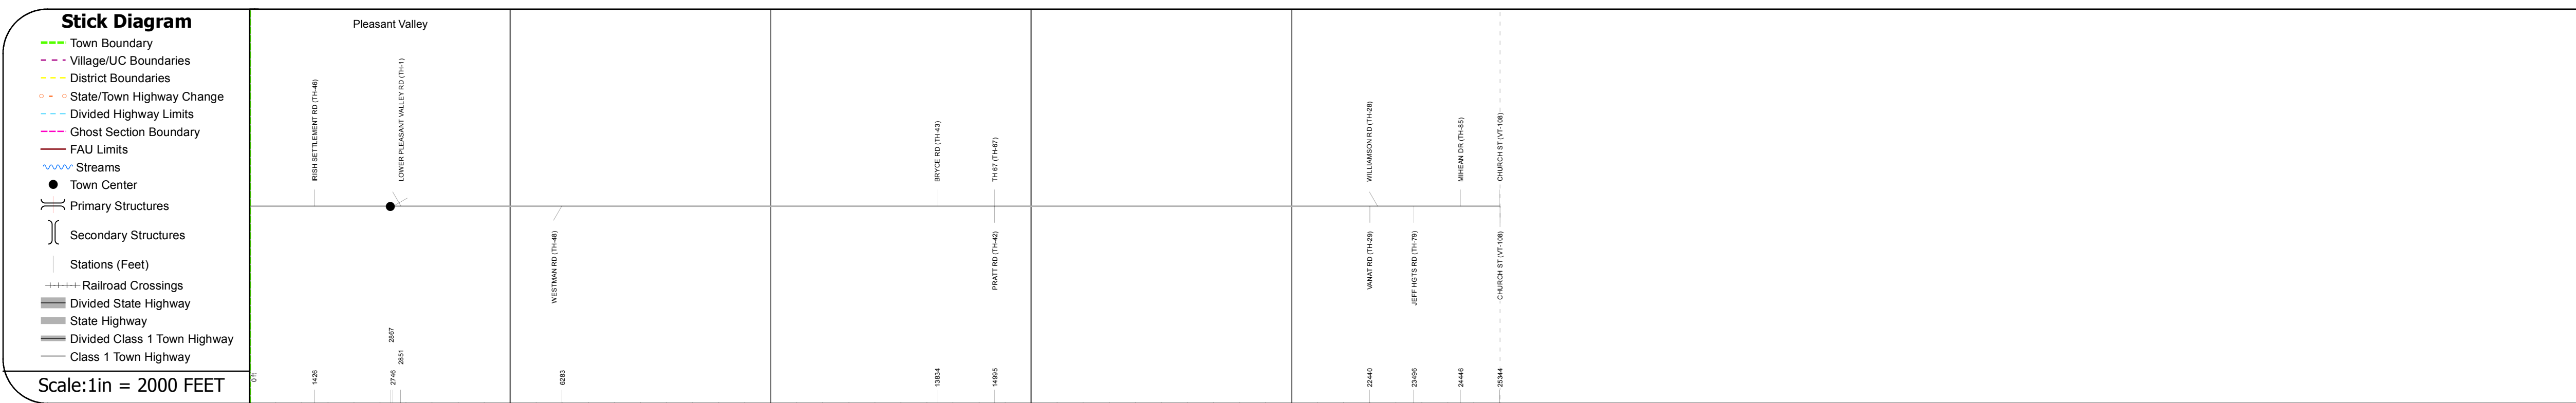 Stick Diagram
Town Boundary
Village/UC Boundaries
District Boundaries
State/Town Highway Change
Divided Highway Limits
Ghost Section Boundary
FAU Limits
Streams
Town Center
Primary Structures
Secondary Structures
Stations (Feet)
Railroad Crossings
Divided State Highway
State Highway
Divided Class 1 Town Highway
Class 1 Town Highway
Scale:1in = 2000 FEET
Pleasant Valley
IRISH SETTLEMENT RD (TH-46)
LOWER PLEASANT VALLEY RD (TH-1)
BRYCE RD (TH-43)
TH 67 (TH-67)
WILLIAMSON RD (TH-28)
MIHEAN DR (TH-85)
CHURCH ST (VT-108)
WESTMAN RD (TH-48)
PRATT RD (TH-42)
VANAT RD (TH-29)
JEFF HGTS RD (TH-79)
CHURCH ST (VT-108)
0 ft
1426
2746
2867
2851
6283
13834
14995
22440
23496
24446
25344